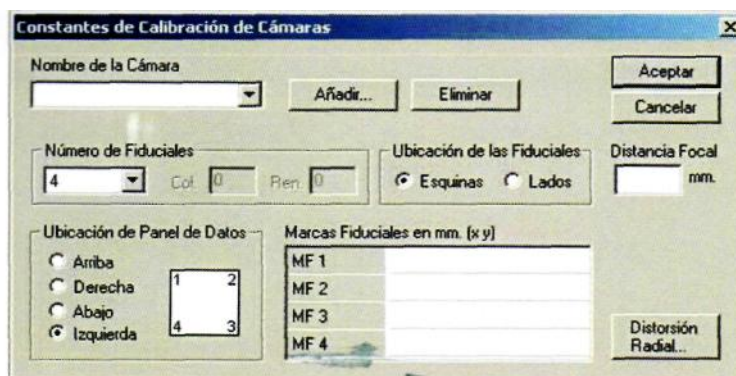 Constantes de Calibración de Cámaras
Nombre de la Cámara
Añadir...
Eliminar
Aceptar
Cancelar
Número de Fiduciales
4
Col. 0
Ren. 0
Ubicación de las Fiduciales
Esquinas
Lados
Distancia Focal
mm.
Ubicación de Panel de Datos
Arriba
Derecha
Abajo
Izquierda
1 2
4 3
Marcas Fiduciales en mm. (x y)
MF 1
MF 2
MF 3
MF 4
Distorsión
Radial...